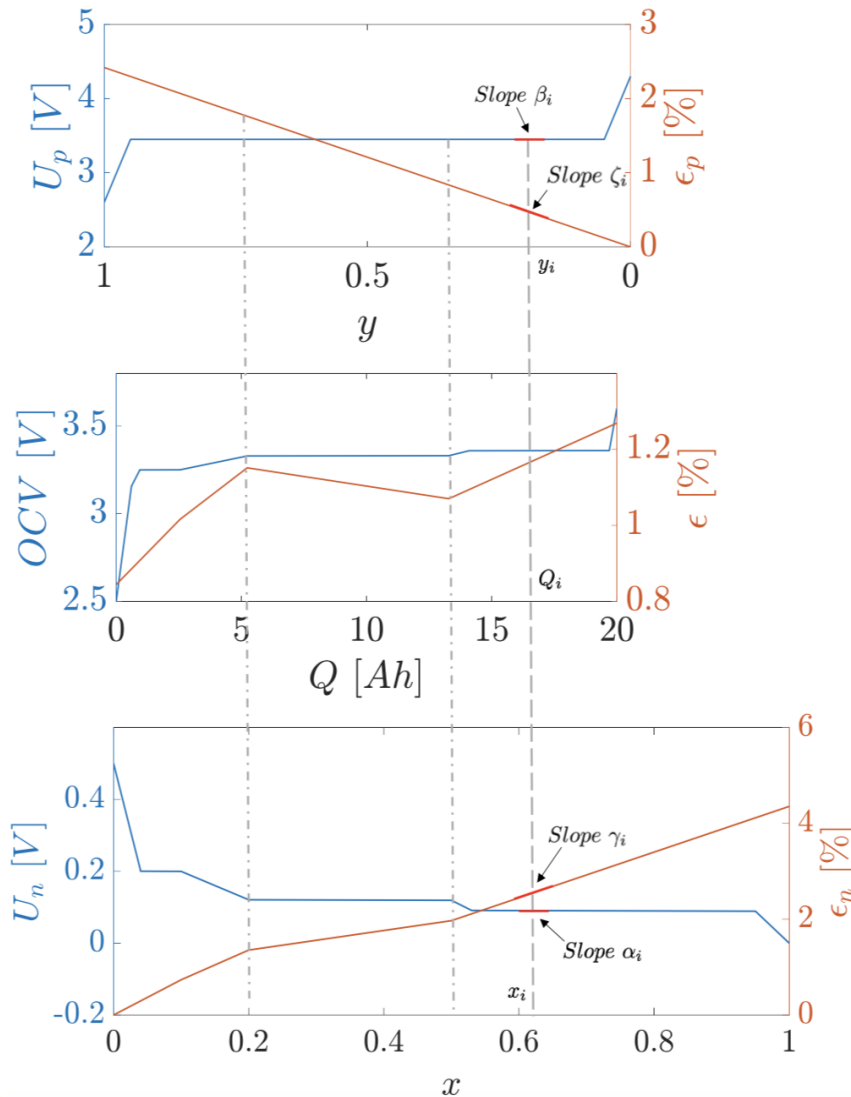 5
4
3
2
U_p [V]
3
2
1
0
ϵ_p [%]
Slope β_i
Slope ζ_i
y_i
1
0.5
0
y
3.5
3
2.5
OCV [V]
1.2
1
0.8
ϵ [%]
Q_i
0
5
10
15
20
Q [Ah]
0.4
0.2
0
-0.2
U_n [V]
6
4
2
0
ϵ_n [%]
Slope γ_i
Slope α_i
x_i
0
0.2
0.4
0.6
0.8
1
x